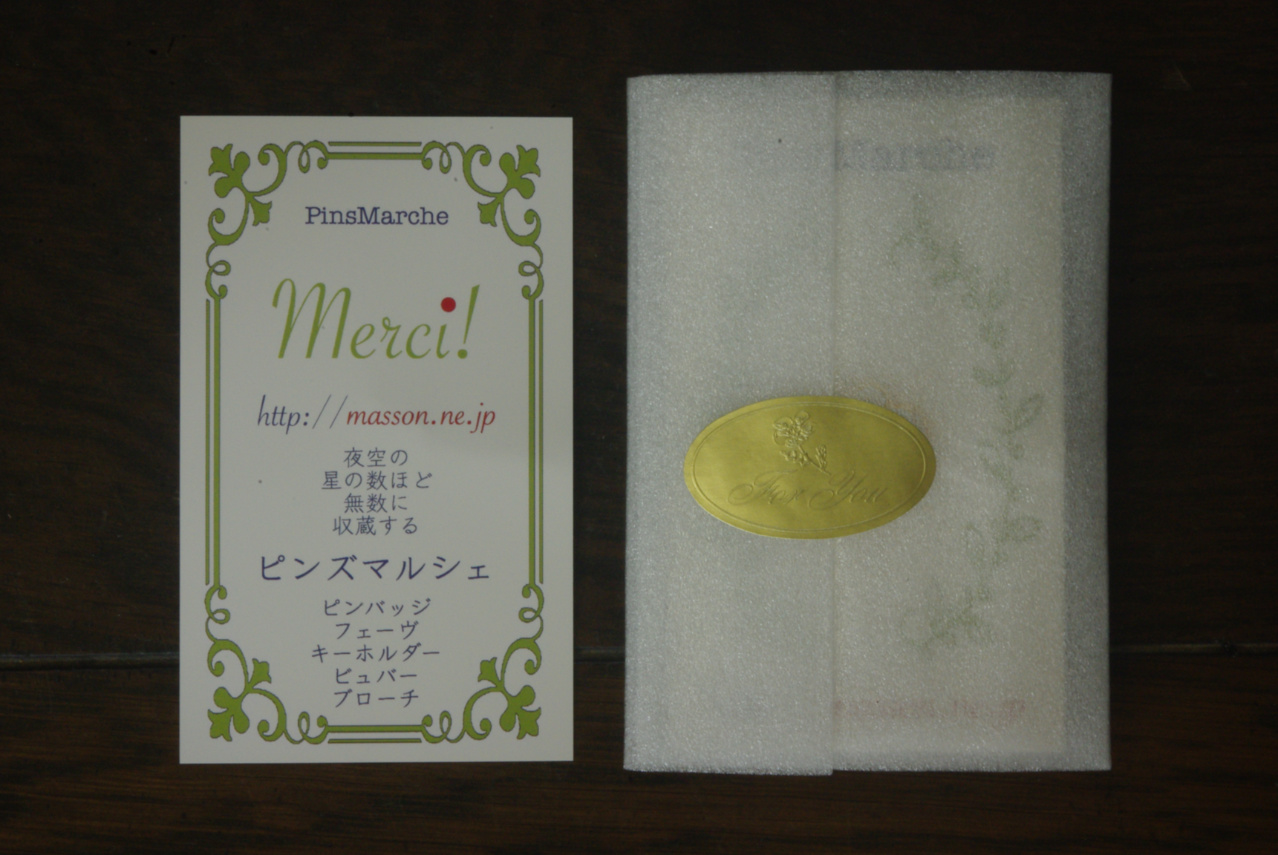 PinsMarche
Merci!
http://masson.ne.jp
夜空の
星の数ほど
無数に
収蔵する
ピンズマルシェ
ピンバッジ
フェーヴ
キーホルダー
ビュバー
ブローチ
For You